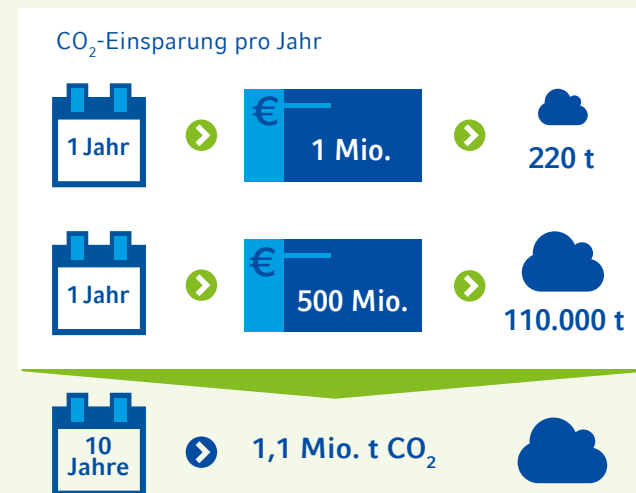 CO₂-Einsparung pro Jahr
1 Jahr
€
1 Mio.
220 t
1 Jahr
€
500 Mio.
110.000 t
10
Jahre
1,1 Mio. t CO₂